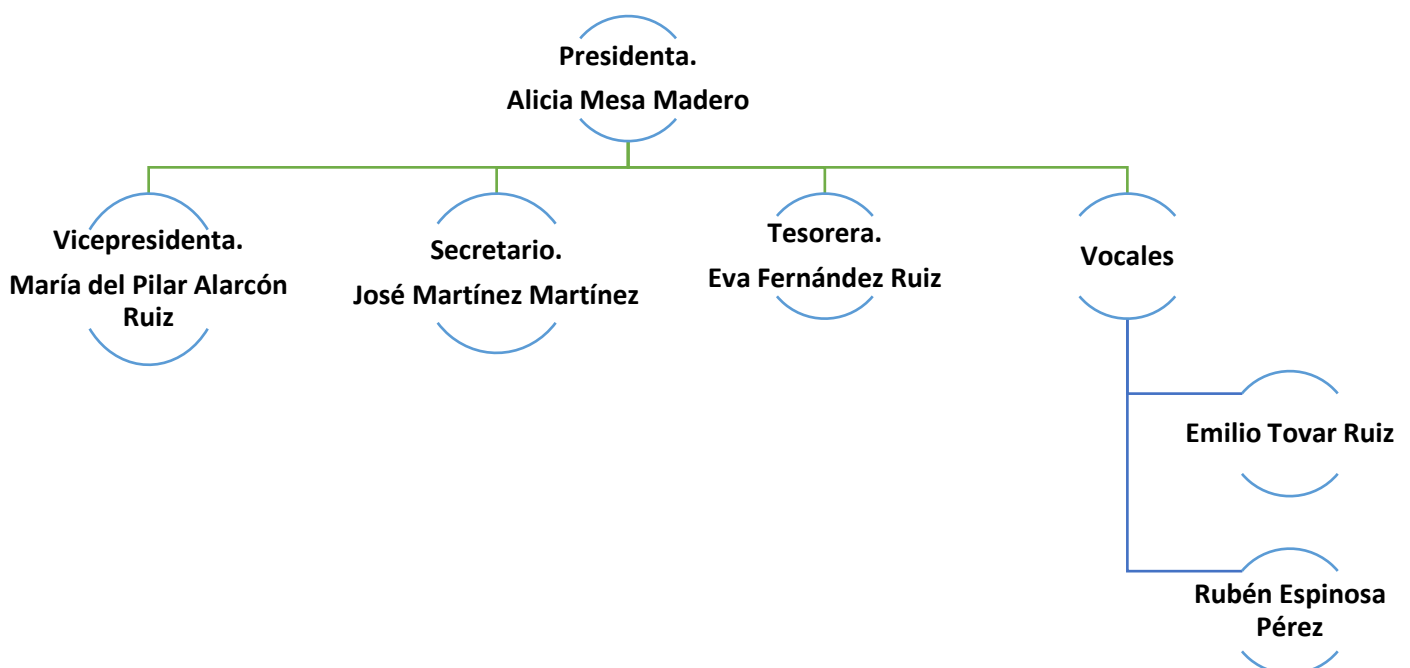 Presidenta.
Alicia Mesa Madero
Vicepresidenta.
María del Pilar Alarcón
Ruiz
Secretario.
José Martínez Martínez
Tesorera.
Eva Fernández Ruiz
Vocales
Emilio Tovar Ruiz
Rubén Espinosa
Pérez